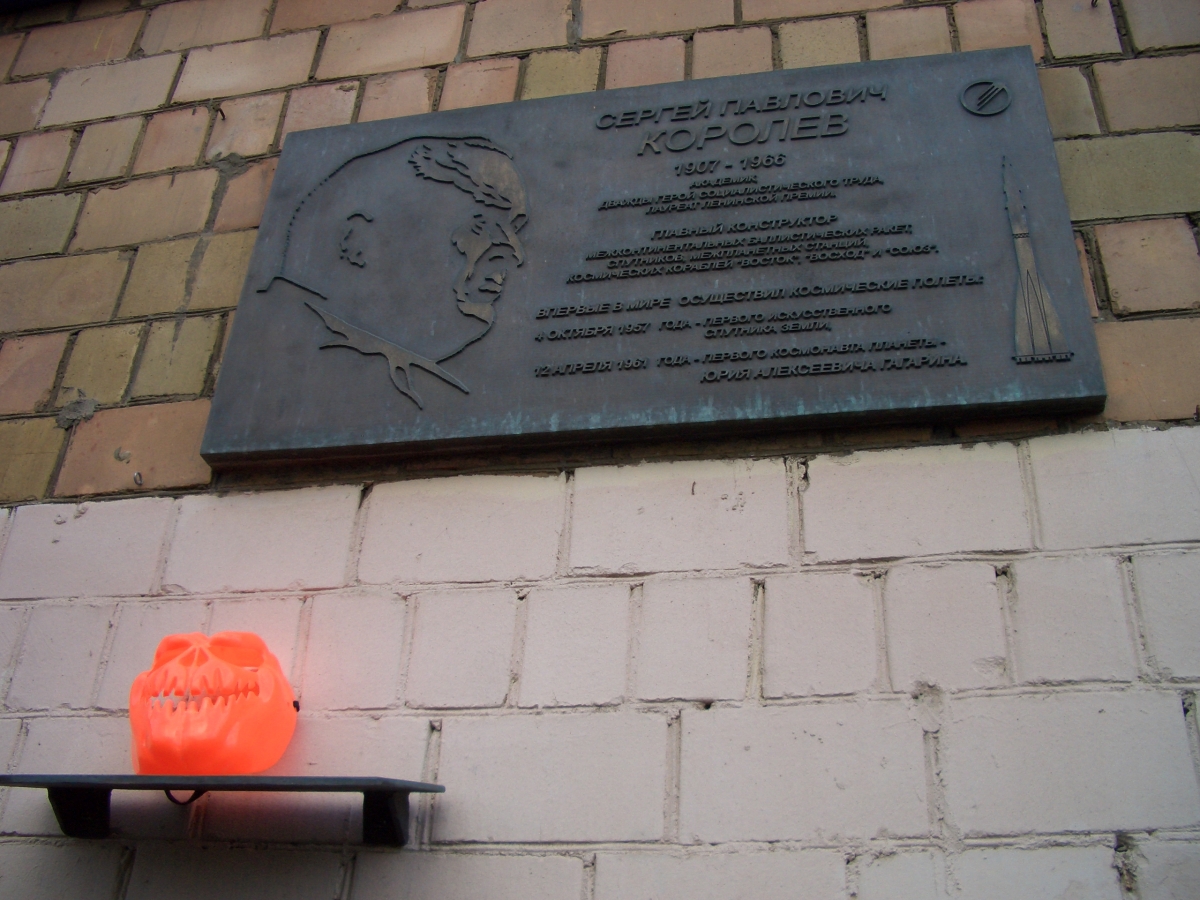 СЕРГЕЙ ПАВЛОВИЧ
КОРОЛЕВ
1907 - 1966
АКАДЕМИК,
ДВАЖДЫ ГЕРОЙ СОЦИАЛИСТИЧЕСКОГО ТРУДА,
ЛАУРЕАТ ЛЕНИНСКОЙ ПРЕМИИ.
ГЛАВНЫЙ КОНСТРУКТОР
МЕЖКОНТИНЕНТАЛЬНЫХ БАЛЛИСТИЧЕСКИХ РАКЕТ,
СПУТНИКОВ, МЕЖПЛАНЕТНЫХ СТАНЦИЙ,
КОСМИЧЕСКИХ КОРАБЛЕЙ "ВОСТОК", "ВОСХОД" И "СОЮЗ".
ВПЕРВЫЕ В МИРЕ ОСУЩЕСТВИЛ КОСМИЧЕСКИЕ ПОЛЕТЫ:
4 ОКТЯБРЯ 1957 ГОДА - ПЕРВОГО ИСКУССТВЕННОГО
СПУТНИКА ЗЕМЛИ,
12 АПРЕЛЯ 1961 ГОДА - ПЕРВОГО КОСМОНАВТА ПЛАНЕТЫ -
ЮРИЯ АЛЕКСЕЕВИЧА ГАГАРИНА.